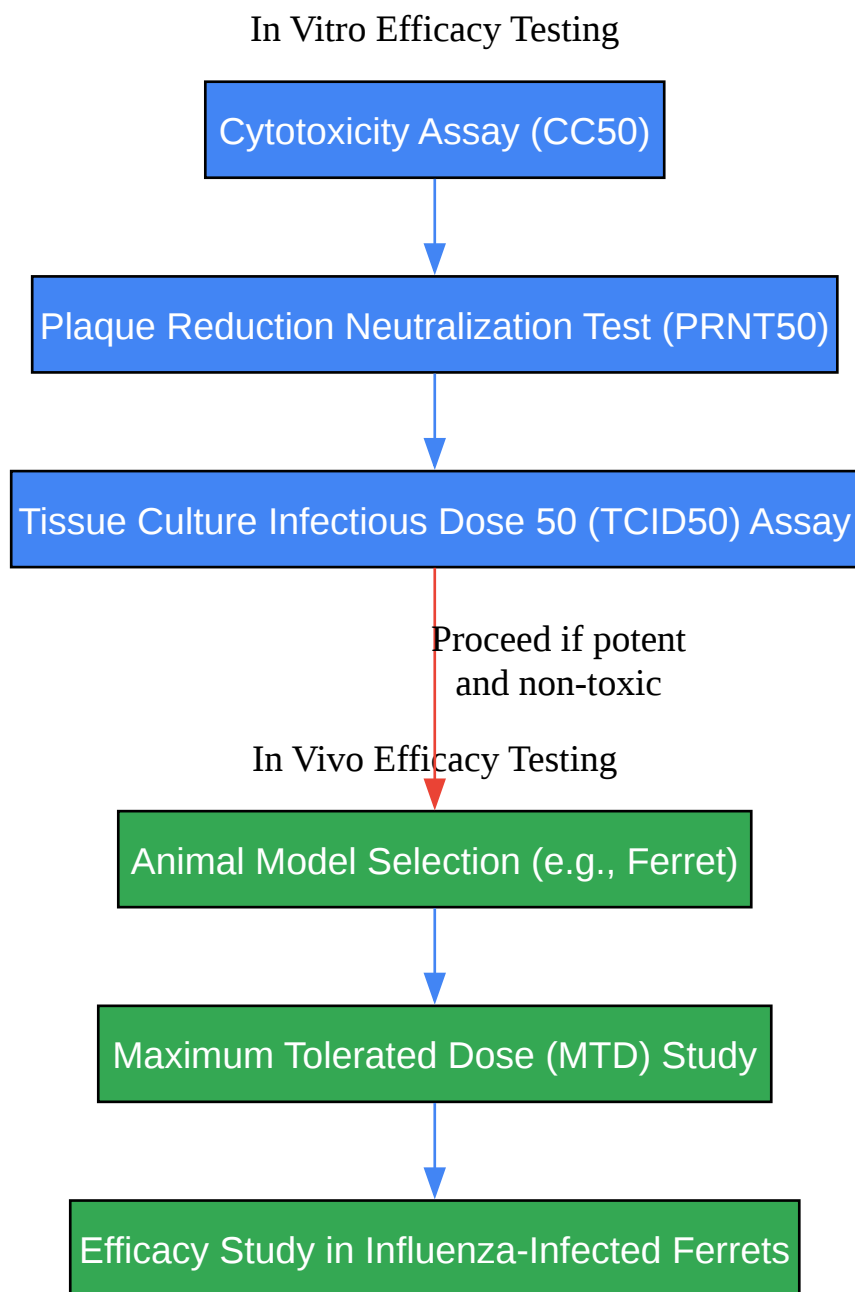 In Vitro Efficacy Testing
Cytotoxicity Assay (CC50)
Plaque Reduction Neutralization Test (PRNT50)
Tissue Culture Infectious Dose 50 (TCID50) Assay
Proceed if potent
and non-toxic
In Vivo Efficacy Testing
Animal Model Selection (e.g., Ferret)
Maximum Tolerated Dose (MTD) Study
Efficacy Study in Influenza-Infected Ferrets